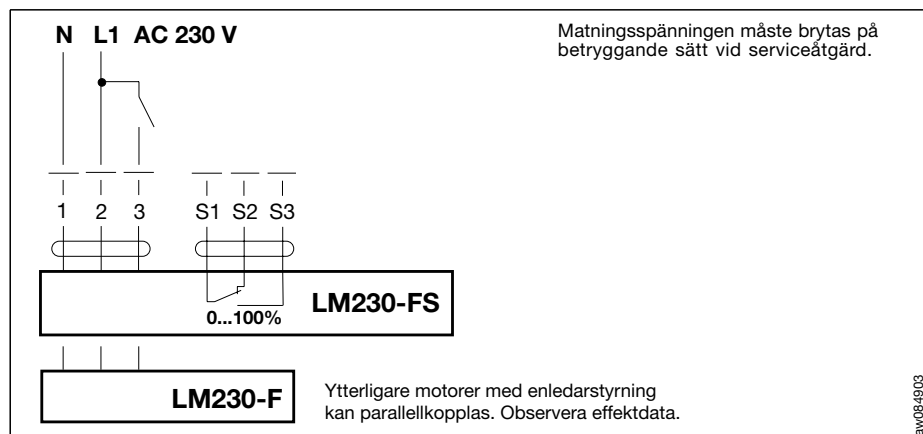 N L1 AC 230 V
Matningsspänningen måste brytas på
betryggande sätt vid serviceåtgärd.
1 2 3 S1 S2 S3
LM230-FS
0...100%
LM230-F
Ytterligare motorer med enledarstyrning
kan parallellkopplas. Observera effektdata.
aw084903